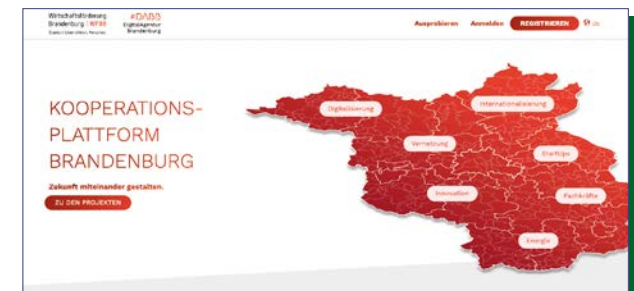 Wirtschaftsförderung
Brandenburg | WFBB
#DABB
DigitalAgentur
Brandenburg
Ausprobieren Anmelden REGISTRIEREN
KOOPERATIONS-
PLATTFORM
BRANDENBURG
Zukunft miteinander gestalten.
ZU DEN PROJEKTEN
Digitalisierung
Internationalisierung
Vernetzung
StartUps
Innovation
Fachkräfte
Energie